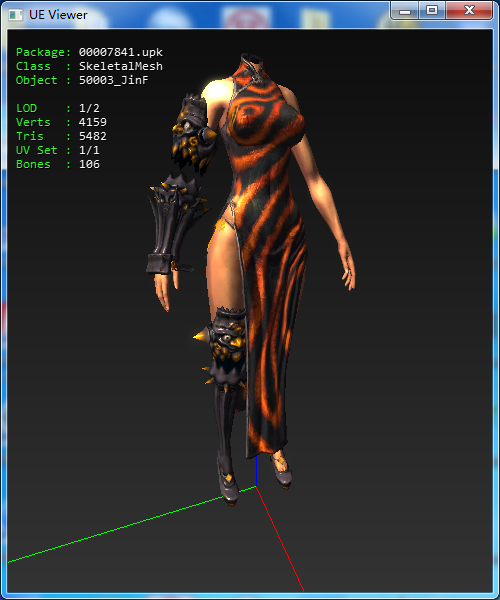 UE Viewer
Package: 00007841.upk
Class : SkeletalMesh
Object : 50003_JinF
LOD : 1/2
Verts : 4159
Tris : 5482
UV Set : 1/1
Bones : 106